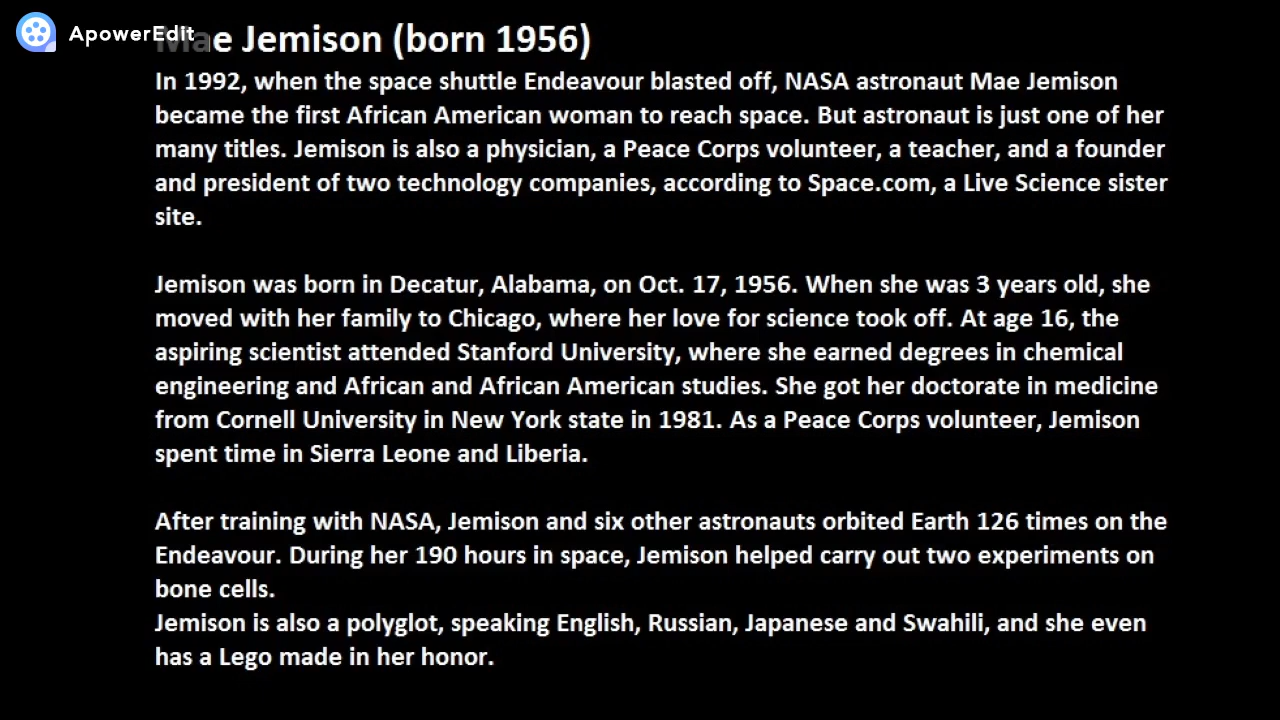 ApowerEdit
Mae Jemison (born 1956)
In 1992, when the space shuttle Endeavour blasted off, NASA astronaut Mae Jemison
became the first African American woman to reach space. But astronaut is just one of her
many titles. Jemison is also a physician, a Peace Corps volunteer, a teacher, and a founder
and president of two technology companies, according to Space.com, a Live Science sister
site.
Jemison was born in Decatur, Alabama, on Oct. 17, 1956. When she was 3 years old, she
moved with her family to Chicago, where her love for science took off. At age 16, the
aspiring scientist attended Stanford University, where she earned degrees in chemical
engineering and African and African American studies. She got her doctorate in medicine
from Cornell University in New York state in 1981. As a Peace Corps volunteer, Jemison
spent time in Sierra Leone and Liberia.
After training with NASA, Jemison and six other astronauts orbited Earth 126 times on the
Endeavour. During her 190 hours in space, Jemison helped carry out two experiments on
bone cells.
Jemison is also a polyglot, speaking English, Russian, Japanese and Swahili, and she even
has a Lego made in her honor.